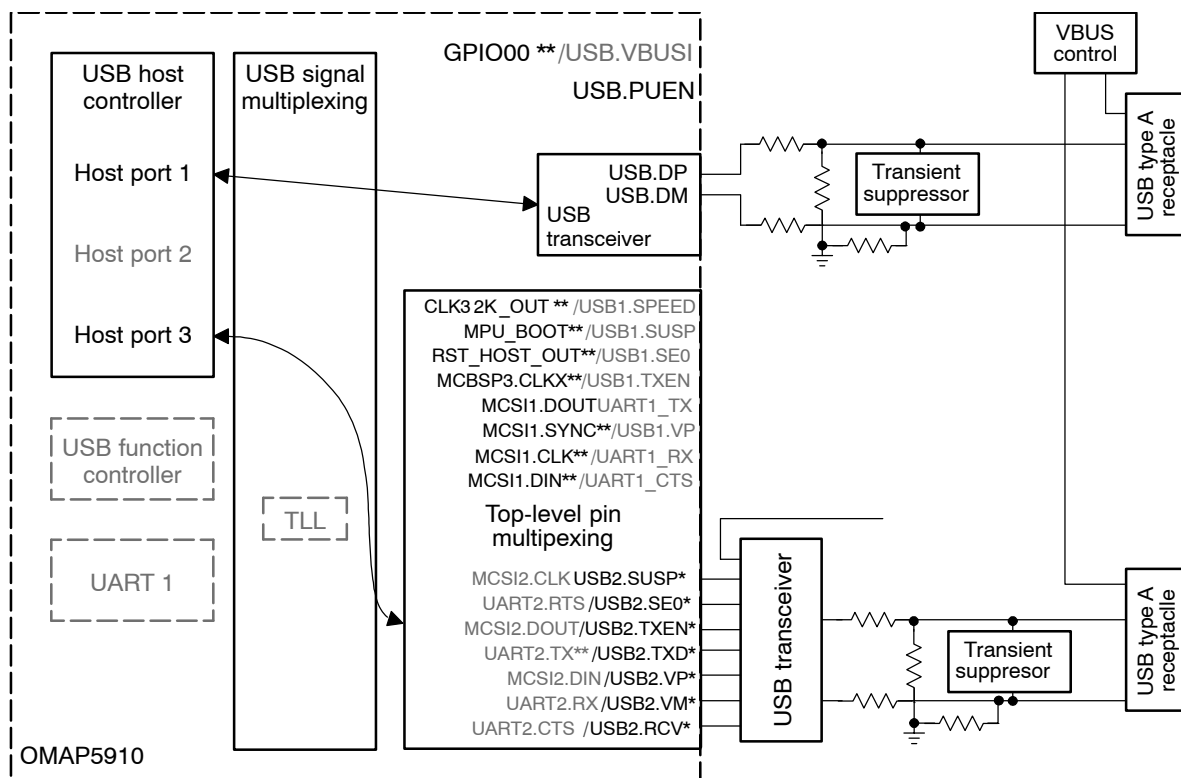 GPIO00 **/USB.VBUSI
USB.PUEN
VBUS
control
USB host
controller
Host port 1
Host port 2
Host port 3
USB signal
multiplexing
USB.DP
USB.DM
USB
transceiver
Transient
suppressor
USB type A
receptacle
CLK32K_OUT ** /USB1.SPEED
MPU_BOOT**/USB1.SUSP
RST_HOST_OUT**/USB1.SE0
MCBSP3.CLKX**/USB1.TXEN
MCSI1.DOUTUART1_TX
MCSI1.SYNC**/USB1.VP
MCSI1.CLK**/UART1_RX
MCSI1.DIN**/UART1_CTS
Top-level pin
multipexing
MCSI2.CLK USB2.SUSP*
UART2.RTS /USB2.SE0*
MCSI2.DOUT/USB2.TXEN*
UART2.TX**/USB2.TXD*
MCSI2.DIN /USB2.VP*
UART2.RX /USB2.VM*
UART2.CTS /USB2.RCV*
USB function
controller
TLL
UART 1
USB transceiver
Transient
suppresor
USB type A
receptaclle
OMAP5910